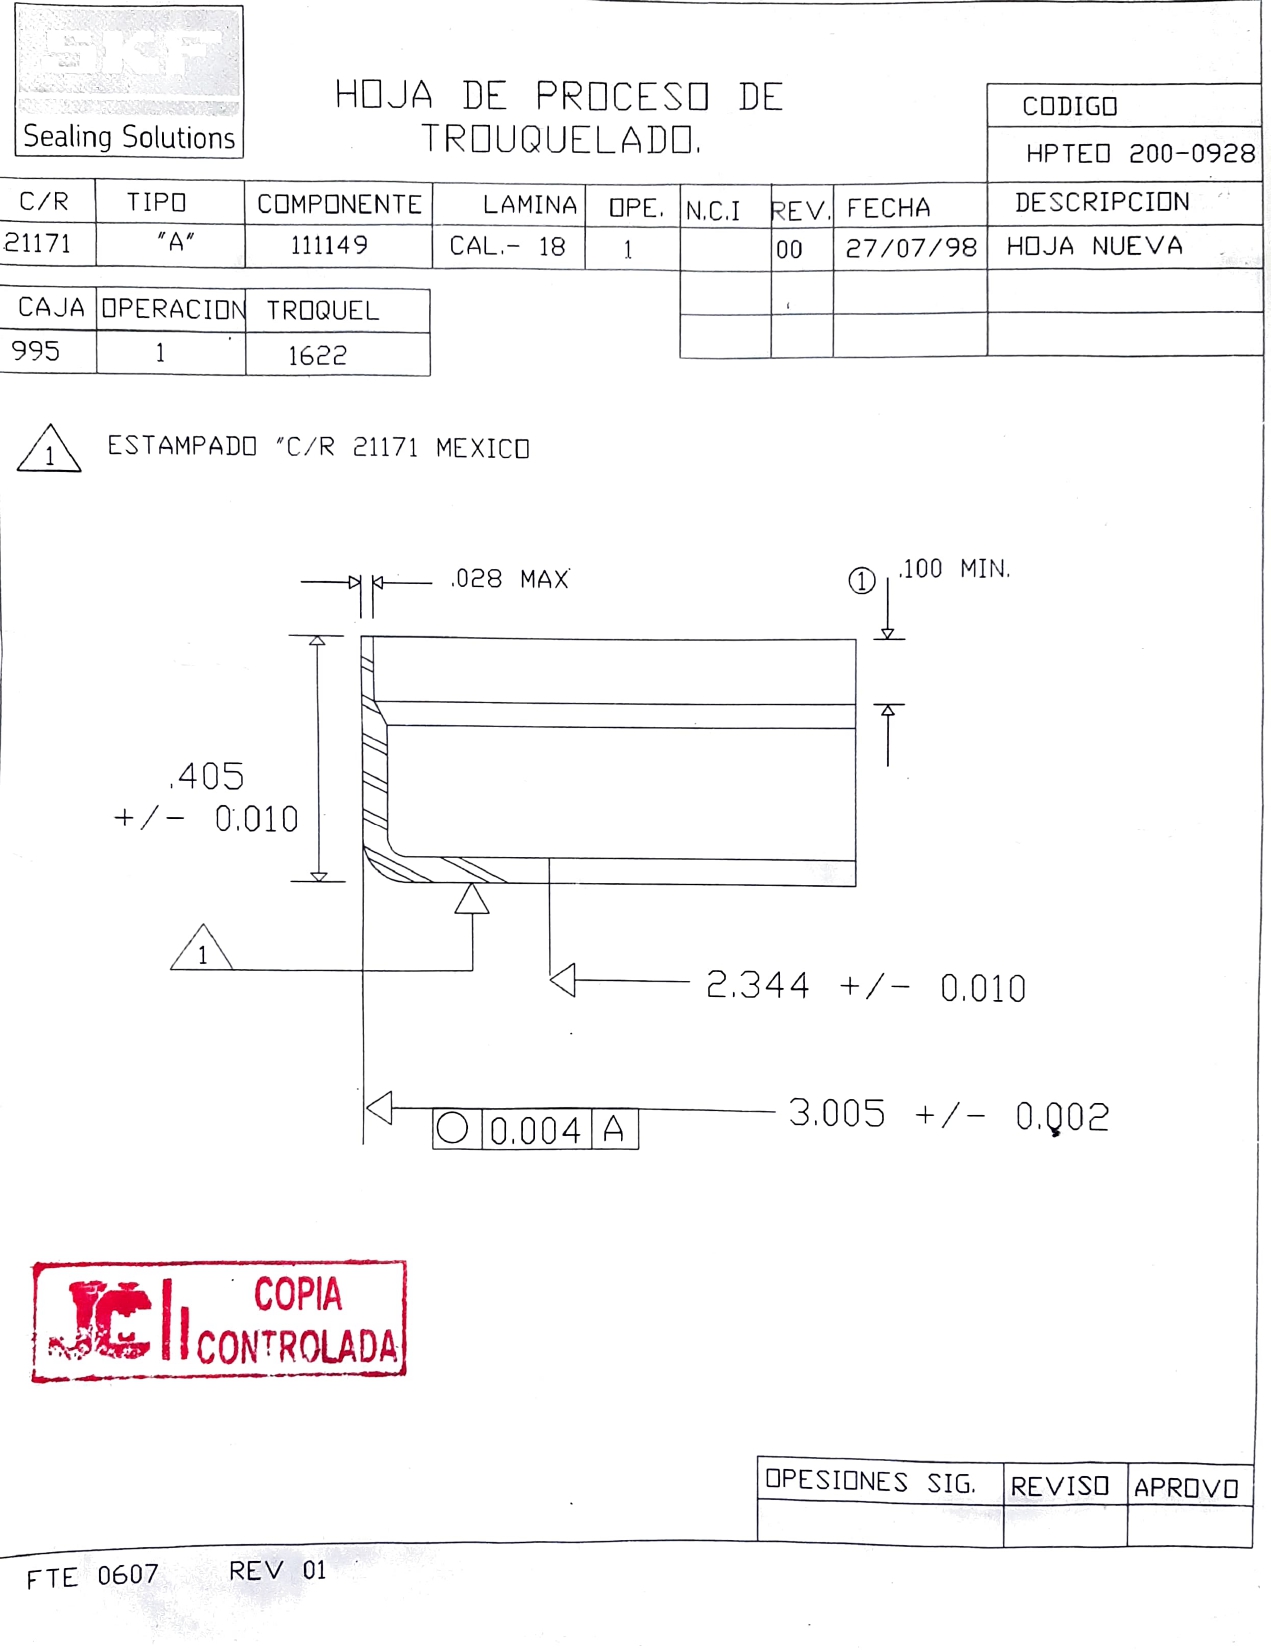 SKF
Sealing Solutions
HOJA DE PROCESO DE
TROUQUELADO.
CODIGO
HPTEO 200-0928
C/R TIPO COMPONENTE LAMINA OPE. N.C.I REV. FECHA DESCRIPCION
21171 "A" 111149 CAL.- 18 1 00 27/07/98 HOJA NUEVA
CAJA OPERACION TROQUEL
995 1 1622
1 ESTAMPADO "C/R 21171 MEXICO
.028 MAX
1 .100 MIN.
.405
+/- 0.010
1
2.344 +/- 0.010
3.005 +/- 0.002
0.004 A
JCI
COPIA
CONTROLADA
OPESIONES SIG. REVISO APROVO
FTE 0607 REV 01